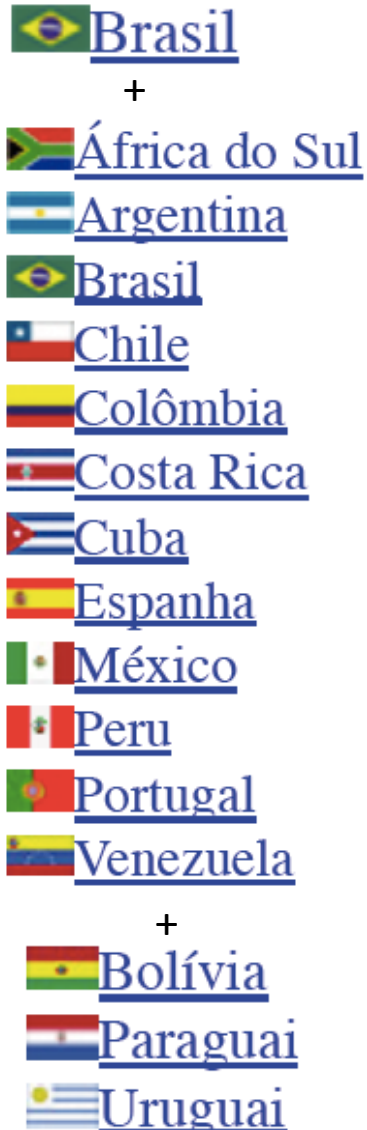 Brasil
+
África do Sul
Argentina
Brasil
Chile
Colômbia
Costa Rica
Cuba
Espanha
México
Peru
Portugal
Venezuela
+
Bolívia
Paraguai
Uruguai